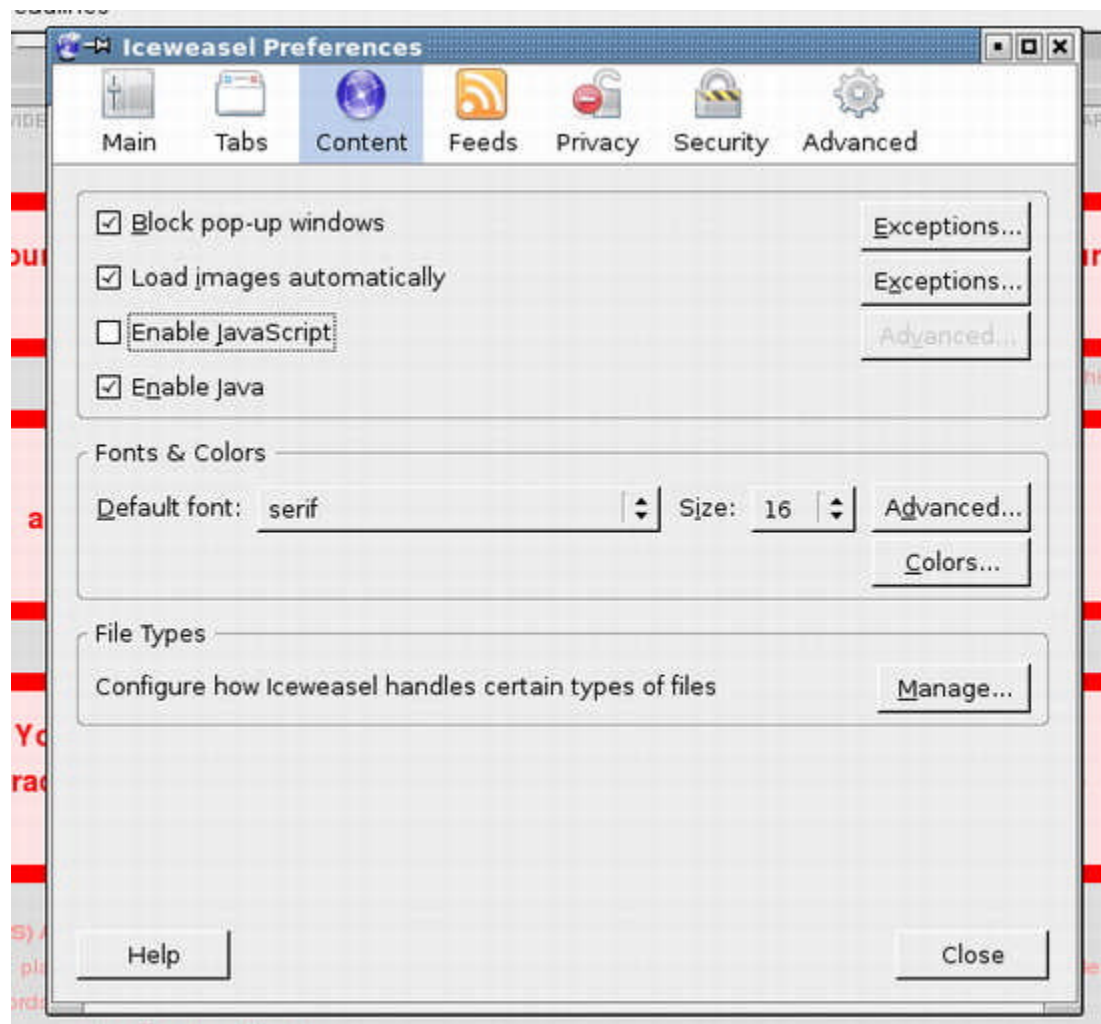 Iceweasel Preferences
Main Tabs Content Feeds Privacy Security Advanced
Block pop-up windows Exceptions...
Load images automatically Exceptions...
Enable JavaScript Advanced...
Enable Java
Fonts & Colors
Default font: serif Size: 16 Advanced...
Colors...
File Types
Configure how Iceweasel handles certain types of files Manage...
Help Close